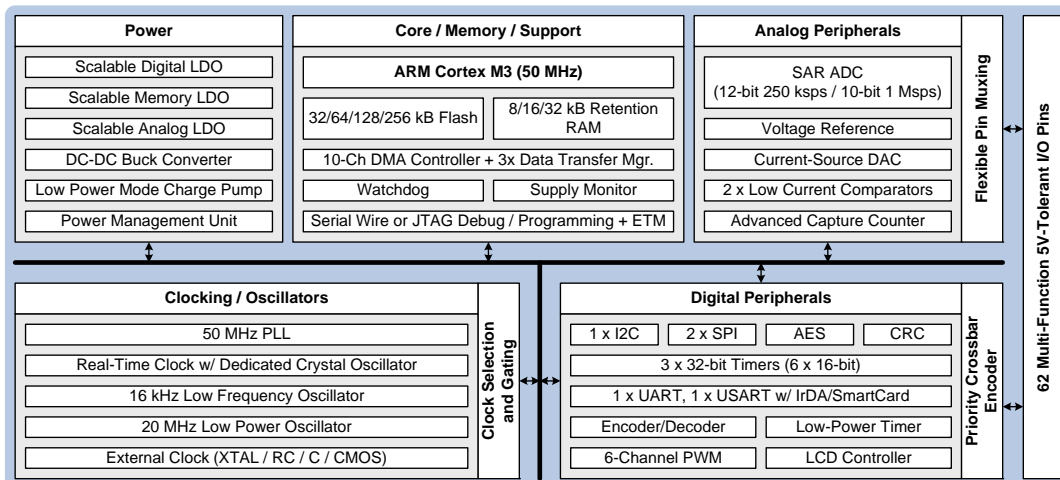 Power
Scalable Digital LDO
Scalable Memory LDO
Scalable Analog LDO
DC-DC Buck Converter
Low Power Mode Charge Pump
Power Management Unit
Core / Memory / Support
ARM Cortex M3 (50 MHz)
32/64/128/256 kB Flash
8/16/32 kB Retention
RAM
10-Ch DMA Controller + 3x Data Transfer Mgr.
Watchdog
Supply Monitor
Serial Wire or JTAG Debug / Programming + ETM
Analog Peripherals
SAR ADC
(12-bit 250 ksps / 10-bit 1 Msps)
Voltage Reference
Current-Source DAC
2 x Low Current Comparators
Advanced Capture Counter
Flexible Pin Muxing
62 Multi-Function 5V-Tolerant I/O Pins
Clocking / Oscillators
50 MHz PLL
Real-Time Clock w/ Dedicated Crystal Oscillator
16 kHz Low Frequency Oscillator
20 MHz Low Power Oscillator
External Clock (XTAL / RC / C / CMOS)
Clock Selection
and Gating
Digital Peripherals
1 x I2C
2 x SPI
AES
CRC
3 x 32-bit Timers (6 x 16-bit)
1 x UART, 1 x USART w/ IrDA/SmartCard
Encoder/Decoder
Low-Power Timer
6-Channel PWM
LCD Controller
Priority Crossbar
Encoder